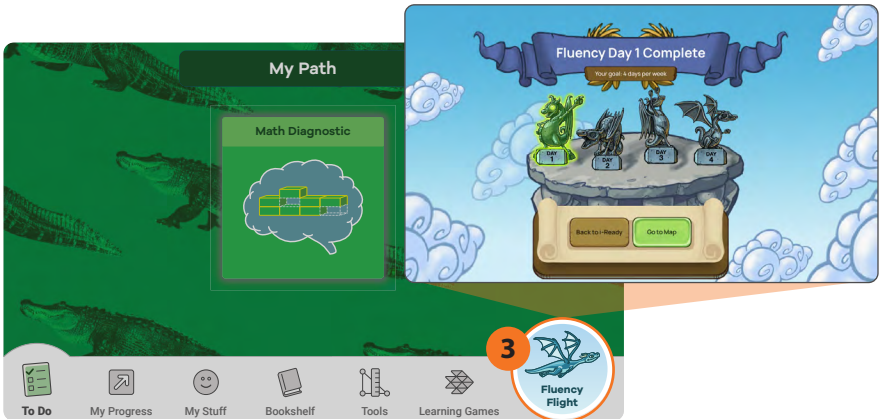 My Path
Math Diagnostic
Fluency Day 1 Complete
Your goal: 4 days per week
DAY
1
DAY
2
DAY
3
DAY
4
Back to i-Ready
Go to Map
3
To Do
My Progress
My Stuff
Bookshelf
Tools
Learning Games
Fluency
Flight